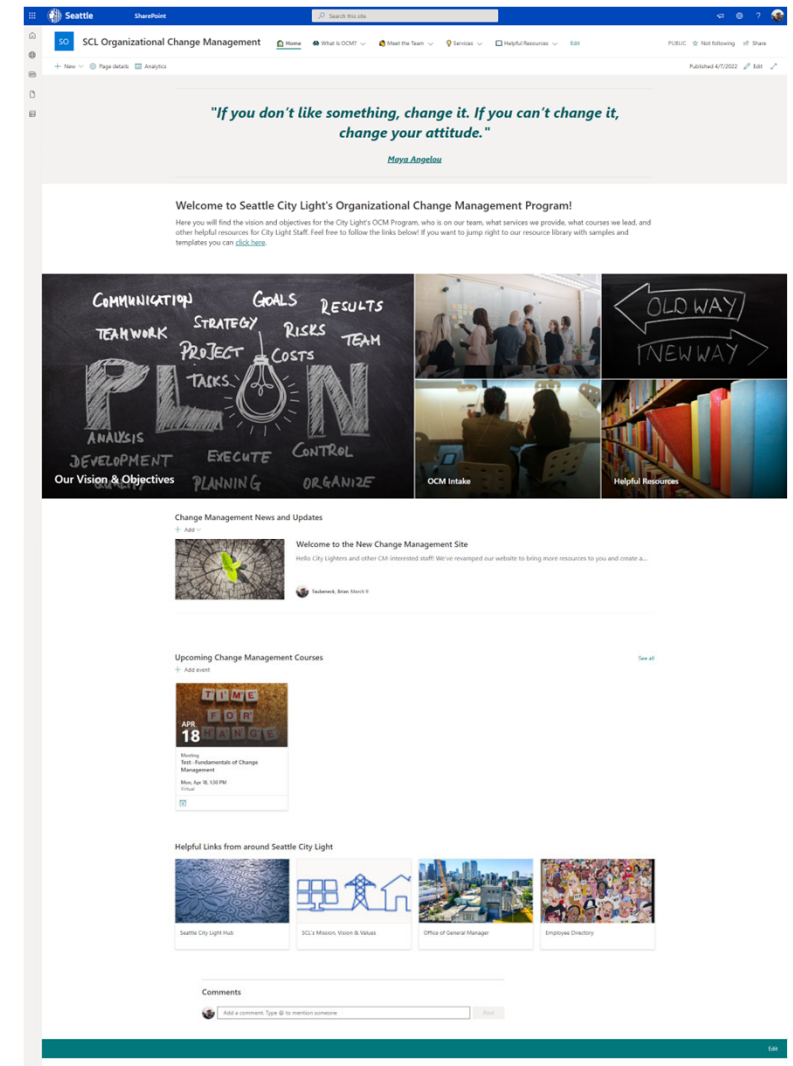 Seattle
SharePoint
Search this site
?
SO
SCL Organizational Change Management
Home
What is OCM?
Meet the Team
Services
Helpful Resources
Edit
PUBLIC
Not following
Share
+ New
Page details
Analytics
Published 4/7/2022
Edit
"If you don't like something, change it. If you can't change it,
change your attitude."
Maya Angelou
Welcome to Seattle City Light's Organizational Change Management Program!
Here you will find the vision and objectives for the City Light's OCM Program, who is on our team, what services we provide, what courses we lead, and
other helpful resources for City Light Staff. Feel free to follow the links below! If you want to jump right to our resource library with samples and
templates you can click here.
COMMUNICATION
GOALS
RESULTS
TEAMWORK
STRATEGY
RISKS
TEAM
PROJECT
COSTS
TASKS
PLAN
ANALYSIS
DEVELOPMENT
EXECUTE
CONTROL
PLANNING
ORGANIZE
Our Vision & Objectives
OLD WAY
NEW WAY
OCM Intake
Helpful Resources
Change Management News and Updates
+ Add
Welcome to the New Change Management Site
Hello City Lighters and other CM-interested staff! We've revamped our website to bring more resources to you and create a...
Brian March 9
Upcoming Change Management Courses
See all
+ Add event
TIME
FOR
CHANGE
APR
18
Meeting
Test - Fundamentals of Change
Management
Mon, Apr 18, 1:30 PM
Virtual
Helpful Links from around Seattle City Light
Seattle City Light Hub
SCL's Mission, Vision & Values
Office of General Manager
Employee Directory
Comments
Add a comment. Type @ to mention someone
Post
Edit